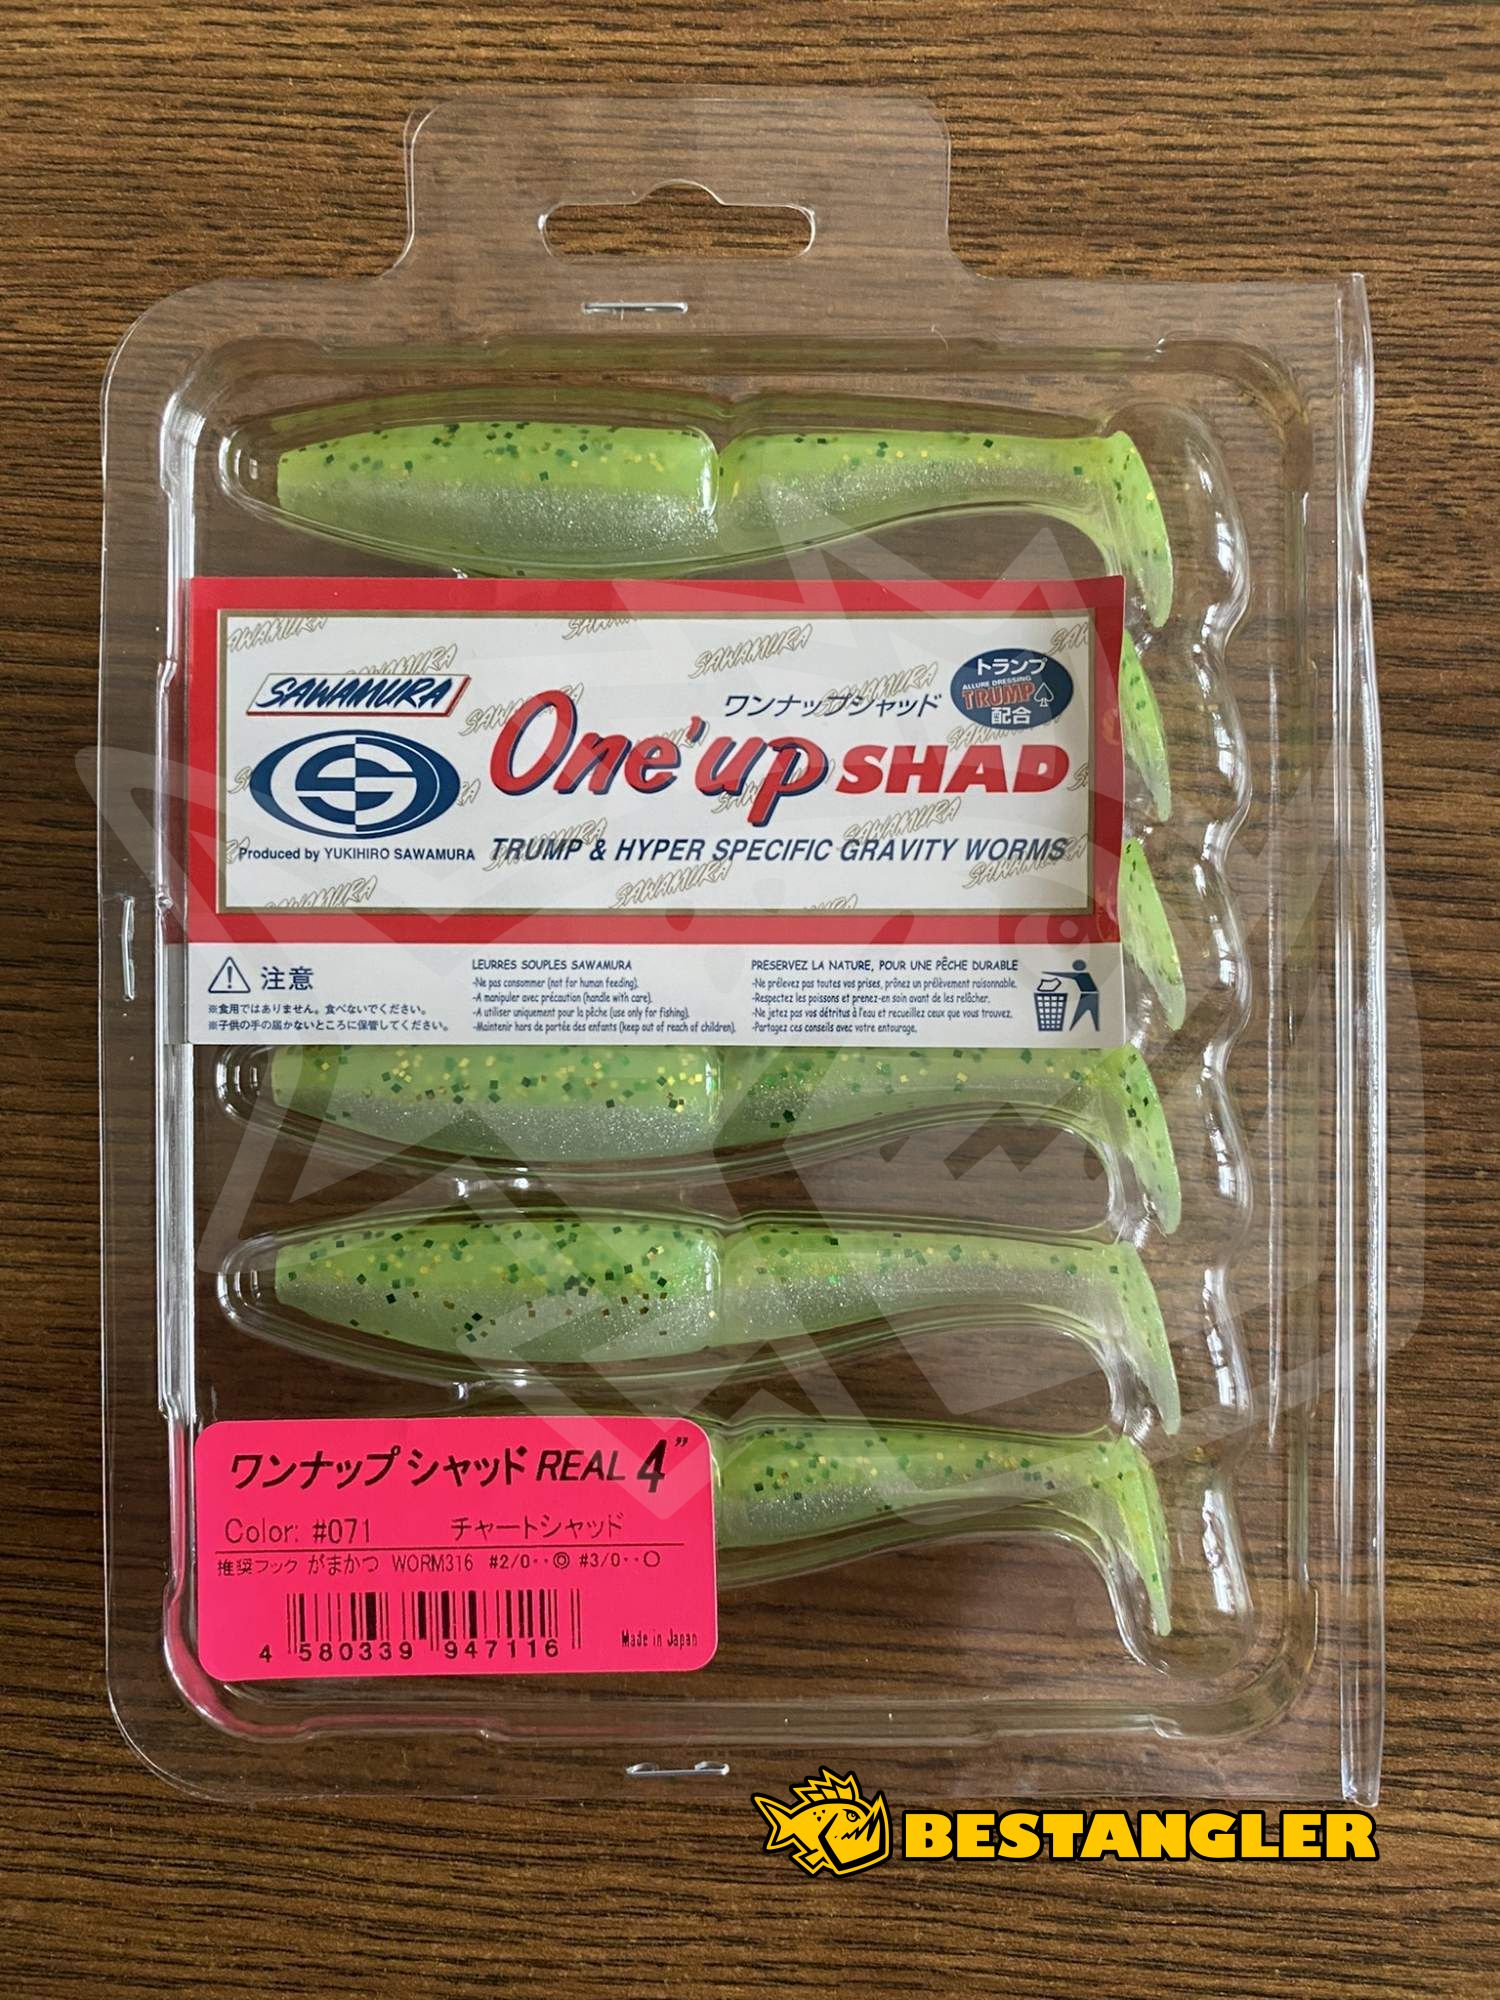 SAWAMURA
ワンナップシャッド
トランプ
ALLURE DRESSING
TRUMP
配合
One'up SHAD
Produced by YUKIHIRO SAWAMURA
TRUMP & HYPER SPECIFIC GRAVITY WORMS
注意
※食用ではありません。食べないでください。
※子供の手の届かないところに保管してください。
LEURRES SOUPLES SAWAMURA
-Ne pas consommer (not for human feeding).
-A manipuler avec précaution (handle with care).
-A utiliser uniquement pour la pêche (use only for fishing).
-Maintenir hors de portée des enfants (keep out of reach of children).
PRESERVEZ LA NATURE, POUR UNE PÊCHE DURABLE
-Ne prélevez pas toutes vos prises, prônez un prélèvement raisonnable.
-Respectez les poissons et prenez-en soin avant de les relâcher.
-Ne jetez pas vos détritus à l'eau et recueillez ceux que vous trouvez.
-Partagez ces conseils avec votre entourage.
ワンナップ シャッド REAL 4"
Color: #071 チャートシャッド
推奨フック がまかつ WORM316 #2/0··◎ #3/0··○
4 580339 947116
Made in Japan
BESTANGLER